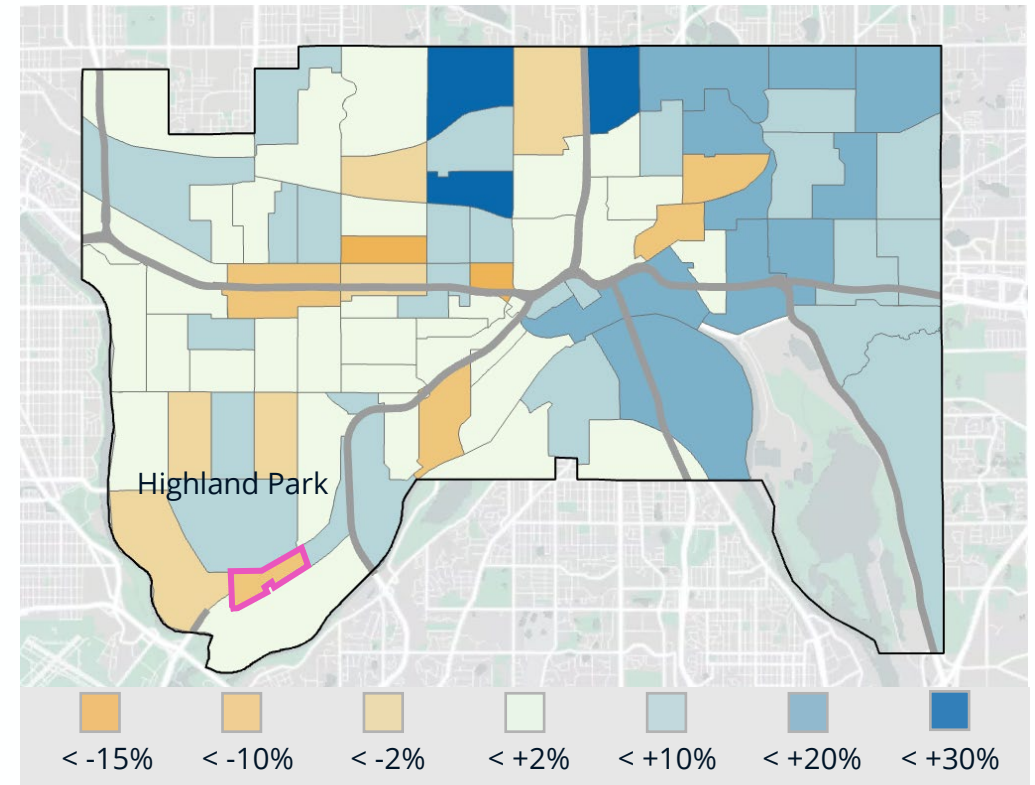 Highland Park
< -15% < -10% < -2% < +2% < +10% < +20% < +30%